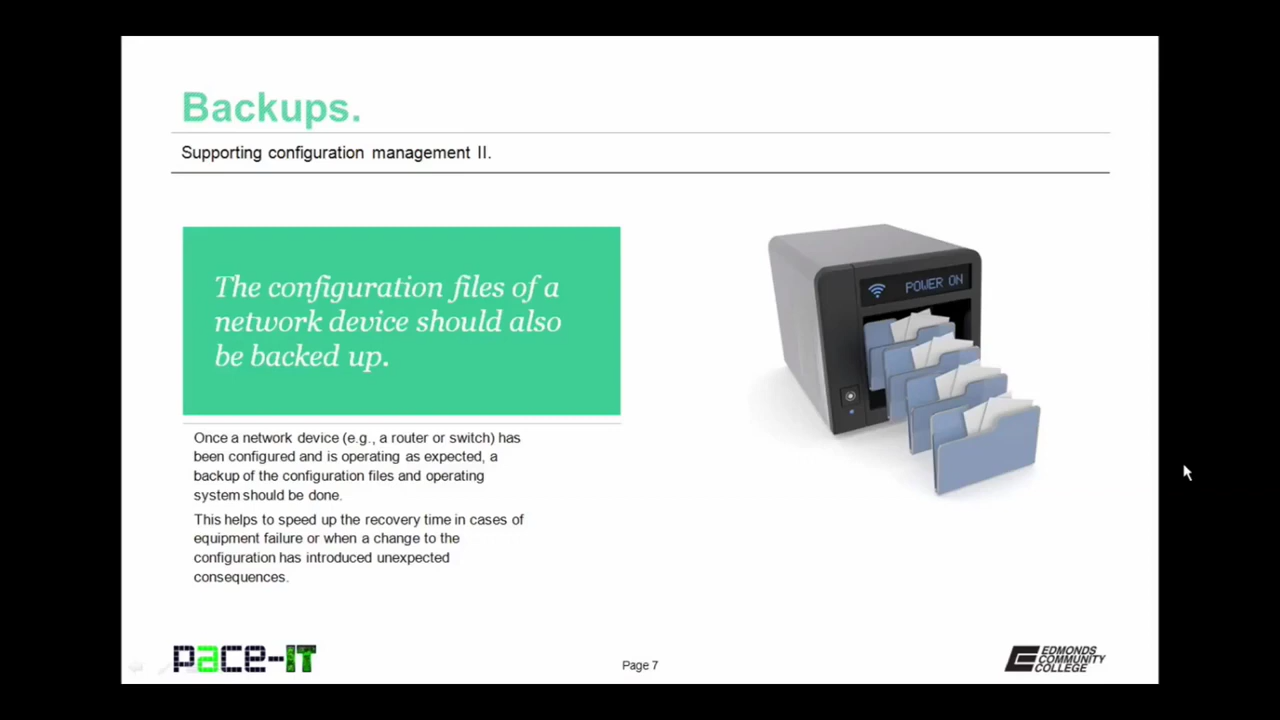 Backups.
Supporting configuration management II.
The configuration files of a
network device should also
be backed up.
POWER ON
Once a network device (e.g., a router or switch) has
been configured and is operating as expected, a
backup of the configuration files and operating
system should be done.
This helps to speed up the recovery time in cases of
equipment failure or when a change to the
configuration has introduced unexpected
consequences.
pace-IT
Page 7
EDMONDS
COMMUNITY
COLLEGE